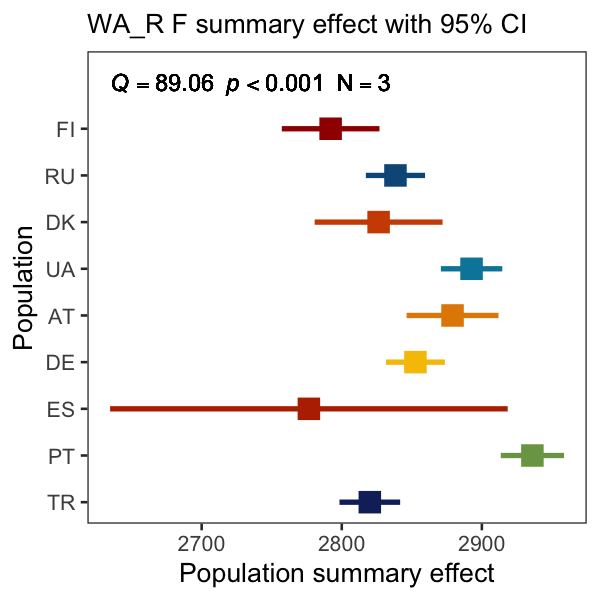 WA_R F summary effect with 95% CI
Q = 89.06 p < 0.001 N = 3
FI
RU
DK
UA
AT
DE
ES
PT
TR
Population
2700 2800 2900
Population summary effect